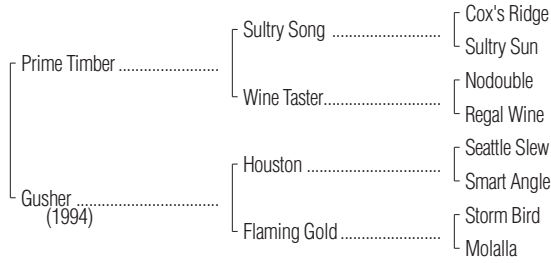 Cox's Ridge
Sultry Song ............................
Sultry Sun
Prime Timber ..........................
Nodouble
Wine Taster..............................
Regal Wine
Seattle Slew
Houston ...................................
Smart Angle
Gusher .....................................
(1994)
Storm Bird
Flaming Gold ..........................
Molalla